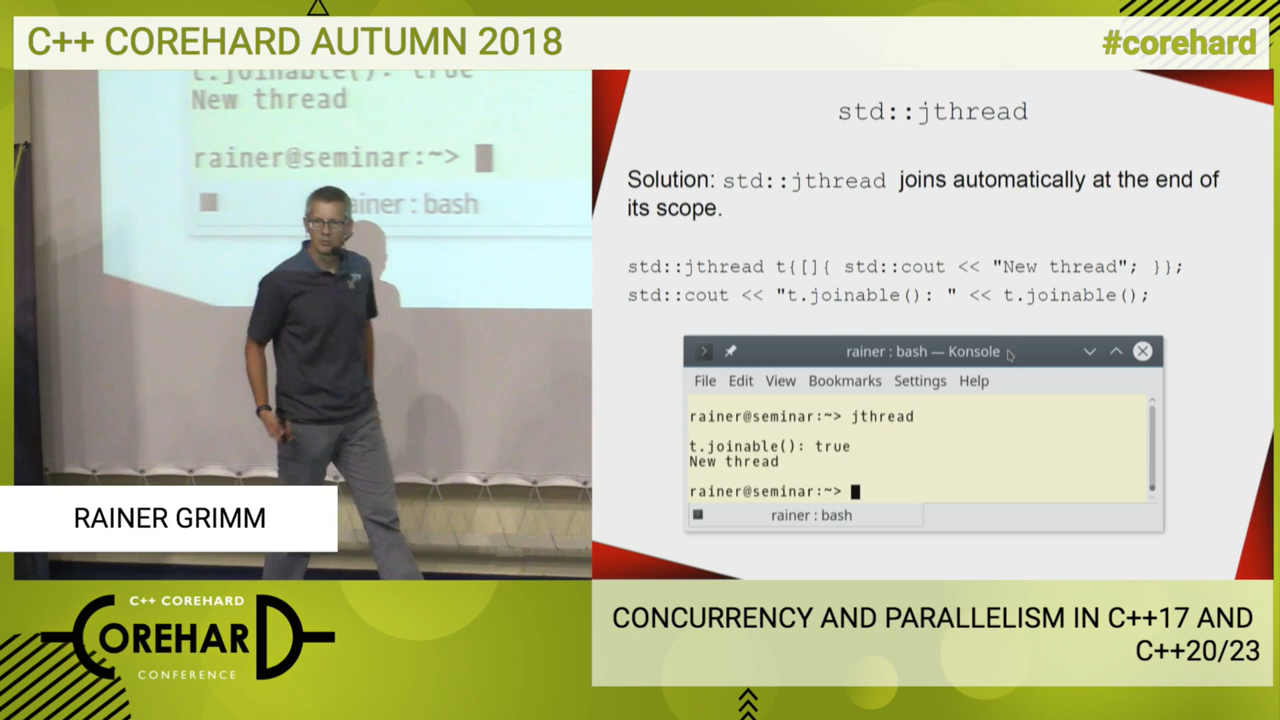 C++ COREHARD AUTUMN 2018
#corehard
t.joinable(): true
New thread
rainer@seminar:~>
ainer : bash
RAINER GRIMM
C++ COREHARD
COREHARD
CONFERENCE
std::jthread
Solution: std::jthread joins automatically at the end of
its scope.
std::jthread t{[]{ std::cout << "New thread"; }};
std::cout << "t.joinable(): " << t.joinable();
rainer : bash — Konsole
File Edit View Bookmarks Settings Help
rainer@seminar:~> jthread
t.joinable(): true
New thread
rainer@seminar:~>
rainer : bash
CONCURRENCY AND PARALLELISM IN C++17 AND
C++20/23